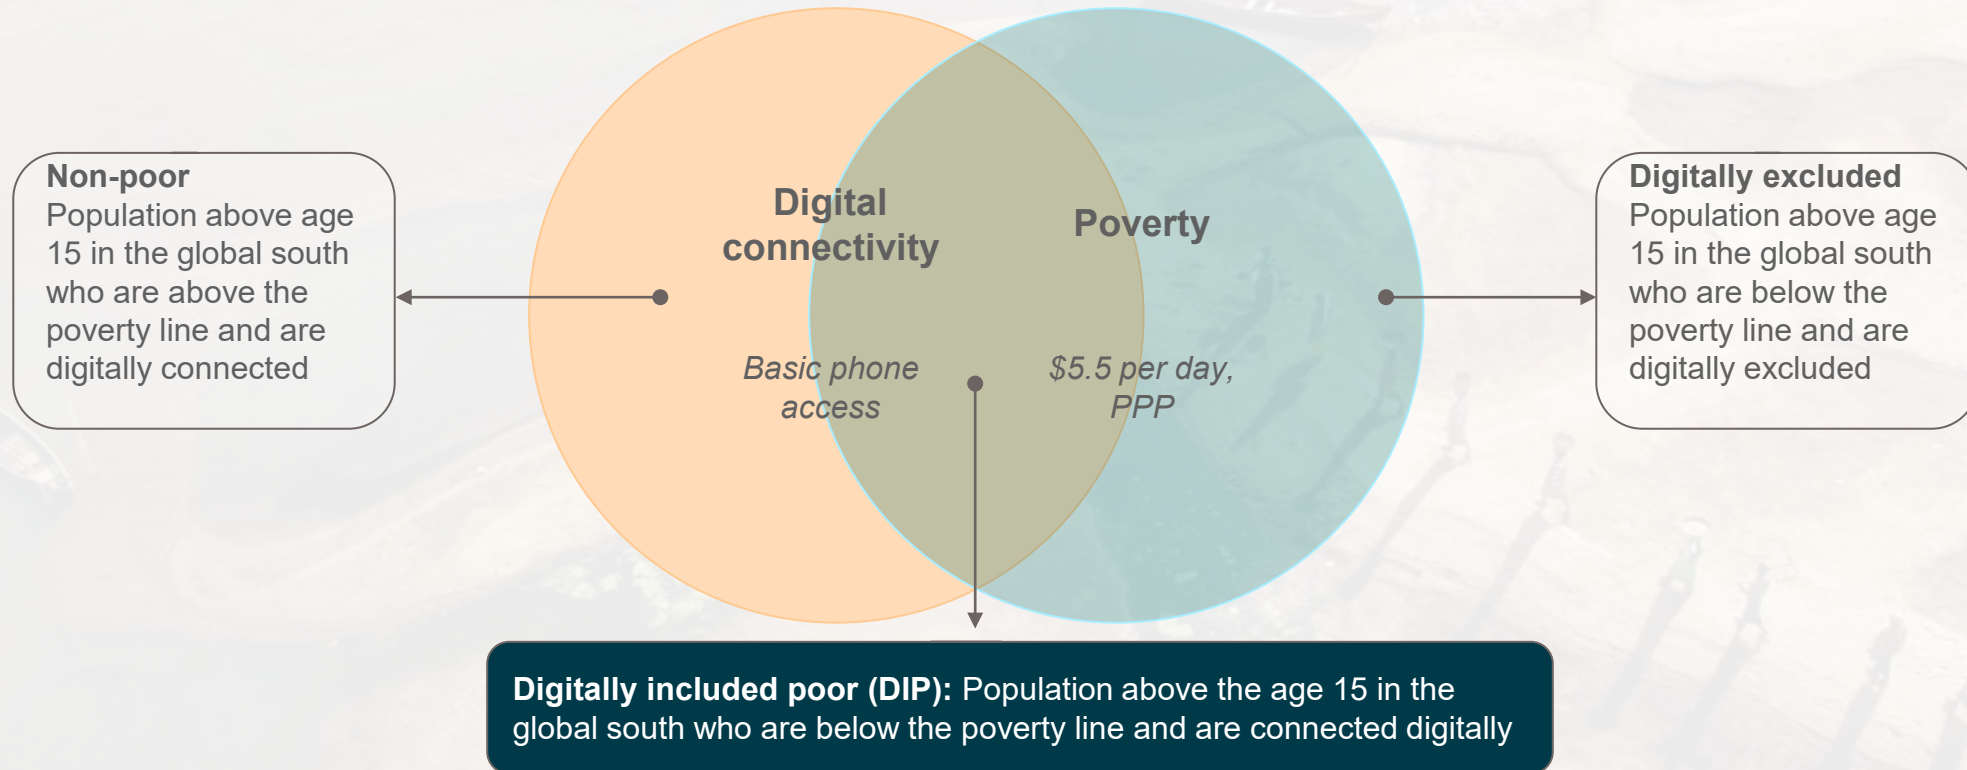 Non-poor
Population above age
15 in the global south
who are above the
poverty line and are
digitally connected
Digital
connectivity
Basic phone
access
Poverty
$5.5 per day,
PPP
Digitally excluded
Population above age
15 in the global south
who are below the
poverty line and are
digitally excluded
Digitally included poor (DIP): Population above the age 15 in the
global south who are below the poverty line and are connected digitally